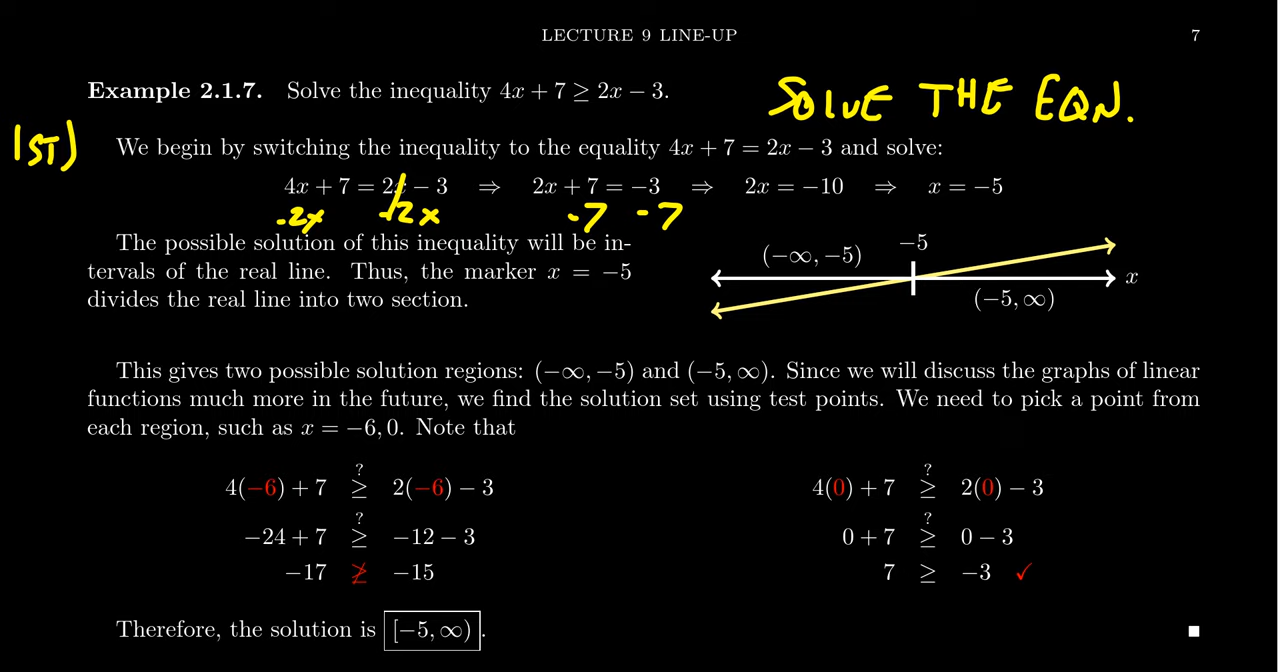 LECTURE 9 LINE-UP 7
Example 2.1.7. Solve the inequality 4x + 7 ≥ 2x − 3.
SOLVE THE EQN.
1ST)
We begin by switching the inequality to the equality 4x + 7 = 2x − 3 and solve:
4x + 7 = 2x − 3 ⇒ 2x + 7 = −3 ⇒ 2x = −10 ⇒ x = −5
-2x -2x -7 -7
The possible solution of this inequality will be in-
tervals of the real line. Thus, the marker x = −5
divides the real line into two section.
−5
(−∞, −5)
x
(−5, ∞)
This gives two possible solution regions: (−∞, −5) and (−5, ∞). Since we will discuss the graphs of linear
functions much more in the future, we find the solution set using test points. We need to pick a point from
each region, such as x = −6, 0. Note that
4(−6) + 7 ≥? 2(−6) − 3
−24 + 7 ≥? −12 − 3
−17 ≱ −15
4(0) + 7 ≥? 2(0) − 3
0 + 7 ≥? 0 − 3
7 ≥ −3 ✓
Therefore, the solution is [−5, ∞). ■